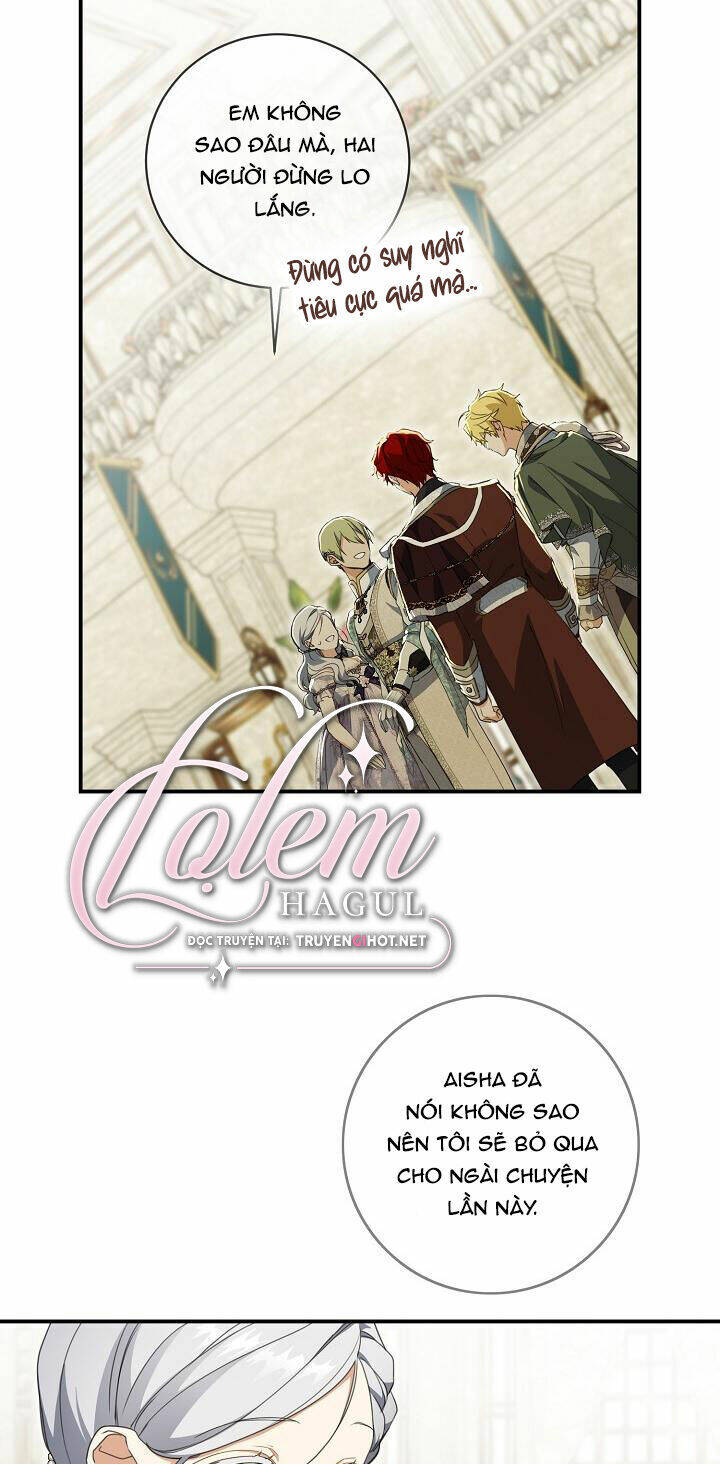 EM KHÔNG
SAO ĐÂU MÀ, HAI
NGƯỜI ĐỪNG LO
LẮNG.
Đừng có suy nghĩ
tiêu cực quá mà...
Lọlem
HAGUL
ĐỌC TRUYỆN TẠI: TRUYENGIHOT.NET
AISHA ĐÃ
NÓI KHÔNG SAO
NÊN TÔI SẼ BỎ QUA
CHO NGÀI CHUYỆN
LẦN NÀY.